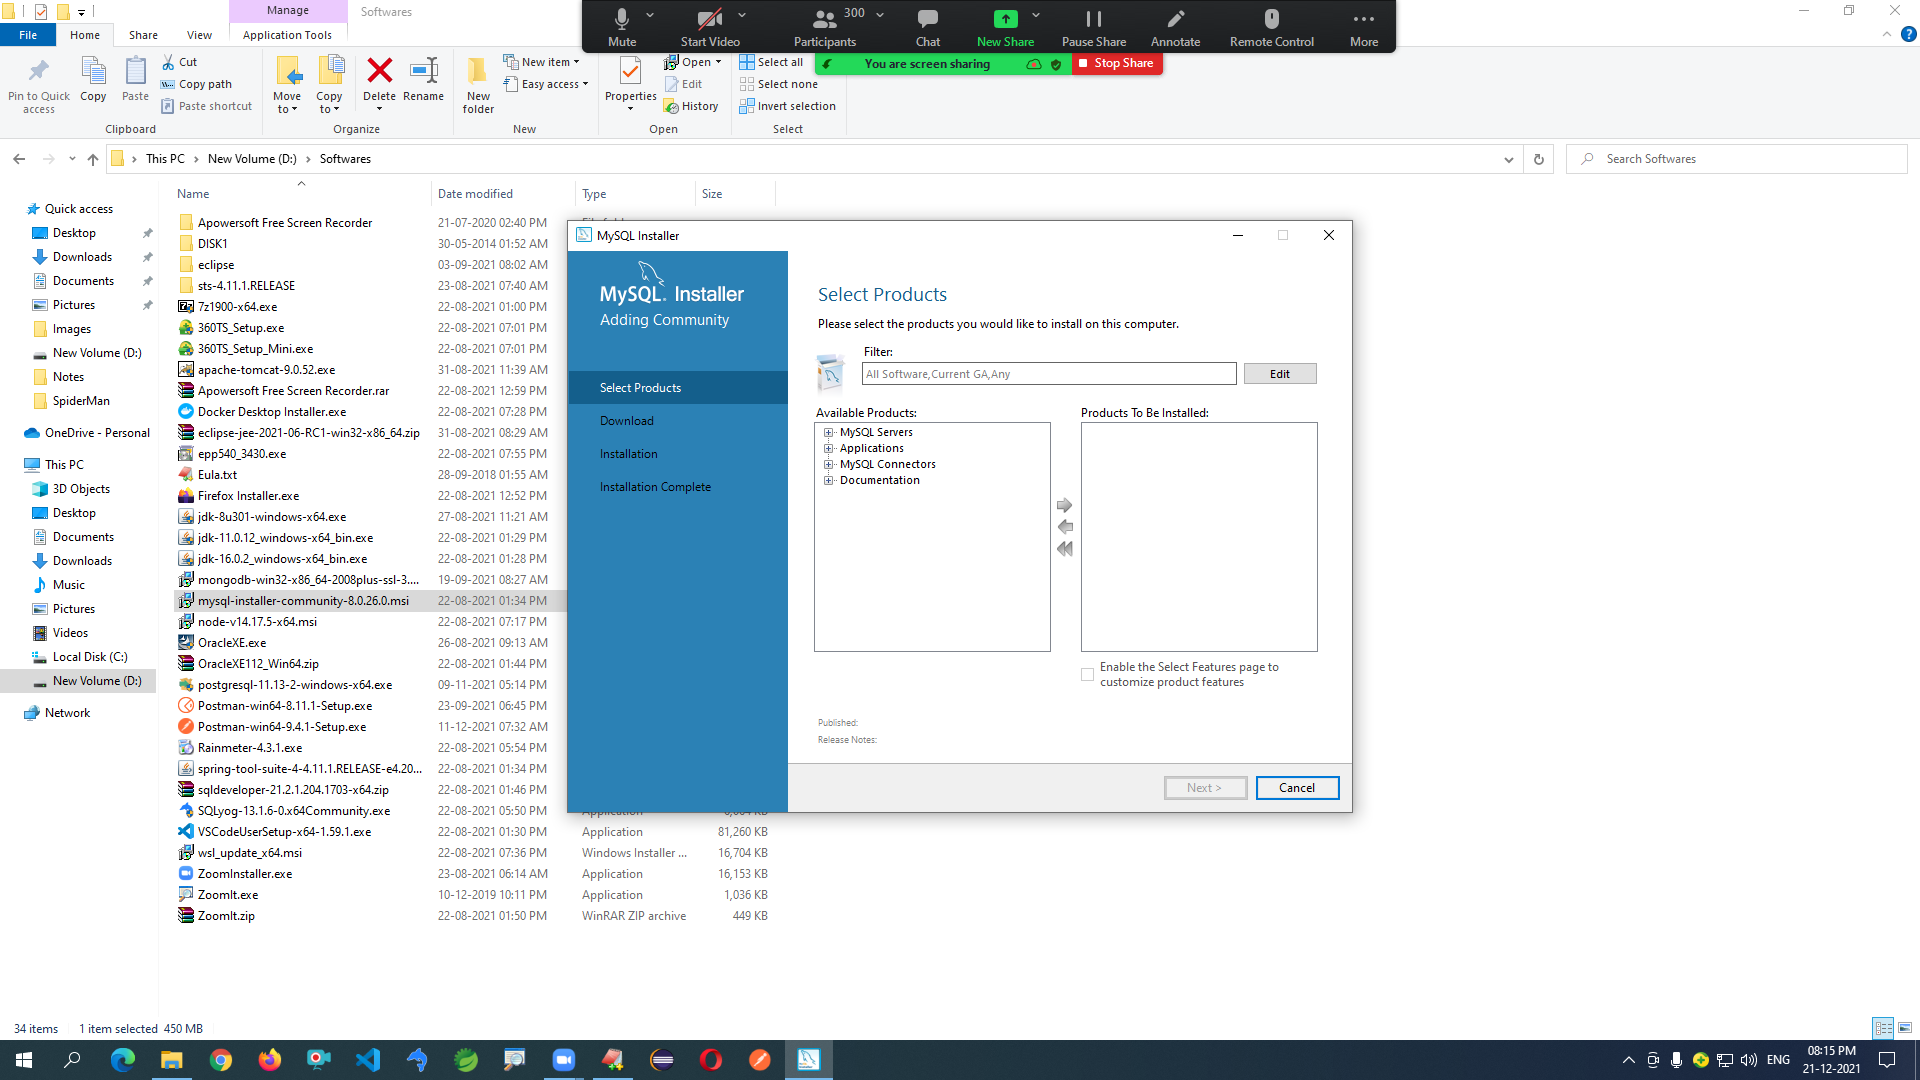 Manage
Softwares
File
Home
Share
View
Application Tools
Mute
Start Video
300
Participants
Chat
New Share
Pause Share
Annotate
Remote Control
More
You are screen sharing
Stop Share
Pin to Quick access
Copy
Paste
Cut
Copy path
Paste shortcut
Clipboard
Move to
Copy to
Delete
Rename
Organize
New folder
New item
Easy access
New
Properties
Open
Edit
History
Open
Select all
Select none
Invert selection
Select
This PC > New Volume (D:) > Softwares
Search Softwares
Name
Date modified
Type
Size
Quick access
Desktop
Downloads
Documents
Pictures
Images
New Volume (D:)
Notes
SpiderMan
OneDrive - Personal
This PC
3D Objects
Desktop
Documents
Downloads
Music
Pictures
Videos
Local Disk (C:)
New Volume (D:)
Network
Apowersoft Free Screen Recorder 21-07-2020 02:40 PM
DISK1 30-05-2014 01:52 AM
eclipse 03-09-2021 08:02 AM
sts-4.11.1.RELEASE 23-08-2021 07:40 AM
7z1900-x64.exe 22-08-2021 01:00 PM
360TS_Setup.exe 22-08-2021 07:01 PM
360TS_Setup_Mini.exe 22-08-2021 07:01 PM
apache-tomcat-9.0.52.exe 31-08-2021 11:39 AM
Apowersoft Free Screen Recorder.rar 22-08-2021 12:59 PM
Docker Desktop Installer.exe 22-08-2021 07:28 PM
eclipse-jee-2021-06-RC1-win32-x86_64.zip 31-08-2021 08:29 AM
epp540_3430.exe 22-08-2021 07:55 PM
Eula.txt 28-09-2018 01:55 AM
Firefox Installer.exe 22-08-2021 12:52 PM
jdk-8u301-windows-x64.exe 27-08-2021 11:21 AM
jdk-11.0.12_windows-x64_bin.exe 22-08-2021 01:29 PM
jdk-16.0.2_windows-x64_bin.exe 22-08-2021 01:28 PM
mongodb-win32-x86_64-2008plus-ssl-3.... 19-09-2021 08:27 AM
mysql-installer-community-8.0.26.0.msi 22-08-2021 01:34 PM
node-v14.17.5-x64.msi 22-08-2021 07:17 PM
OracleXE.exe 26-08-2021 09:13 AM
OracleXE112_Win64.zip 22-08-2021 01:44 PM
postgresql-11.13-2-windows-x64.exe 09-11-2021 05:14 PM
Postman-win64-8.11.1-Setup.exe 23-09-2021 06:45 PM
Postman-win64-9.4.1-Setup.exe 11-12-2021 07:32 AM
Rainmeter-4.3.1.exe 22-08-2021 05:54 PM
spring-tool-suite-4-4.11.1.RELEASE-e4.20... 22-08-2021 01:34 PM
sqldeveloper-21.2.1.204.1703-x64.zip 22-08-2021 01:46 PM
SQLyog-13.1.6-0.x64Community.exe 22-08-2021 05:50 PM Application
VSCodeUserSetup-x64-1.59.1.exe 22-08-2021 01:30 PM Application 81,260 KB
wsl_update_x64.msi 22-08-2021 07:36 PM Windows Installer ... 16,704 KB
ZoomInstaller.exe 23-08-2021 06:14 AM Application 16,153 KB
ZoomIt.exe 10-12-2019 10:11 PM Application 1,036 KB
ZoomIt.zip 22-08-2021 01:50 PM WinRAR ZIP archive 449 KB
MySQL Installer
MySQL. Installer
Adding Community
Select Products
Download
Installation
Installation Complete
Select Products
Please select the products you would like to install on this computer.
Filter:
All Software,Current GA,Any
Edit
Available Products:
Products To Be Installed:
MySQL Servers
Applications
MySQL Connectors
Documentation
Enable the Select Features page to
customize product features
Published:
Release Notes:
Next >
Cancel
34 items
1 item selected 450 MB
ENG
08:15 PM
21-12-2021